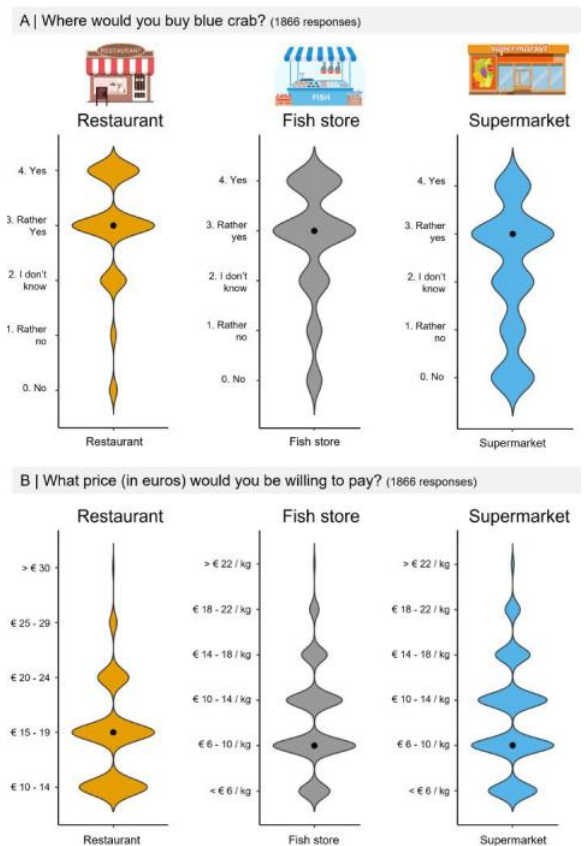 A | Where would you buy blue crab? (1866 responses)
RESTAURANT
FISH
supermarket
Restaurant
Fish store
Supermarket
4. Yes
3. Rather
Yes
2. I don't
know
1. Rather
no
0. No
Restaurant
4. Yes
3. Rather
yes
2. I don't
know
1. Rather
no
0. No
Fish store
4. Yes
3. Rather
yes
2. I don't
know
1. Rather
no
0. No
Supermarket
B | What price (in euros) would you be willing to pay? (1866 responses)
Restaurant
Fish store
Supermarket
> € 30
€ 25 - 29
€ 20 - 24
€ 15 - 19
€ 10 - 14
Restaurant
> € 22 / kg
€ 18 - 22 / kg
€ 14 - 18 / kg
€ 10 - 14 / kg
€ 6 - 10 / kg
< € 6 / kg
Fish store
> € 22 / kg
€ 18 - 22 / kg
€ 14 - 18 / kg
€ 10 - 14 / kg
€ 6 - 10 / kg
< € 6 / kg
Supermarket